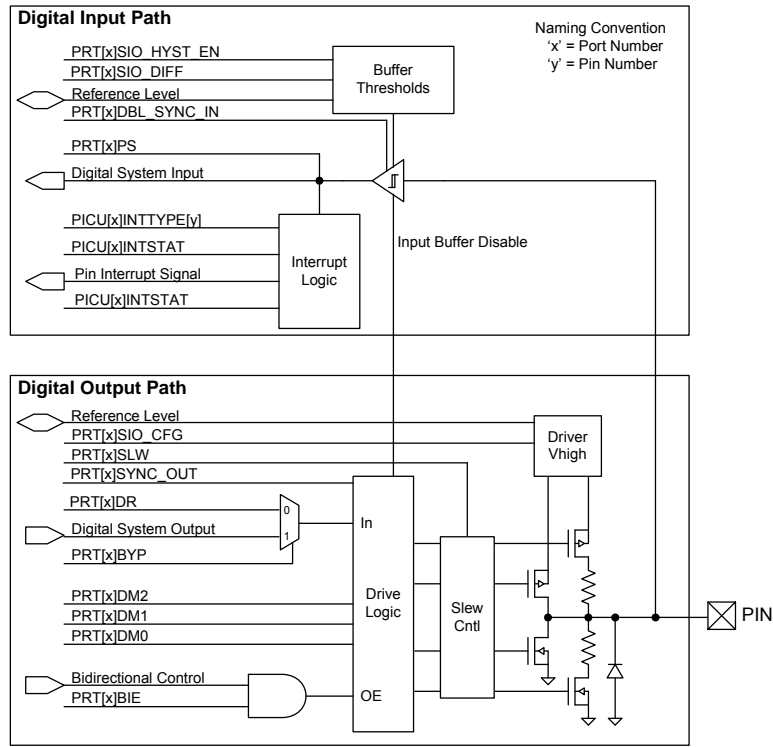 Digital Input Path
Naming Convention
'x' = Port Number
'y' = Pin Number
PRT[x]SIO_HYST_EN
PRT[x]SIO_DIFF
Reference Level
PRT[x]DBL_SYNC_IN
Buffer
Thresholds
PRT[x]PS
Digital System Input
PICU[x]INTTYPE[y]
PICU[x]INTSTAT
Pin Interrupt Signal
PICU[x]INTSTAT
Interrupt
Logic
Input Buffer Disable
Digital Output Path
Reference Level
PRT[x]SIO_CFG
PRT[x]SLW
PRT[x]SYNC_OUT
Driver
Vhigh
PRT[x]DR
Digital System Output
PRT[x]BYP
0
1
In
PRT[x]DM2
PRT[x]DM1
PRT[x]DM0
Drive
Logic
Slew
Cntl
PIN
Bidirectional Control
PRT[x]BIE
OE